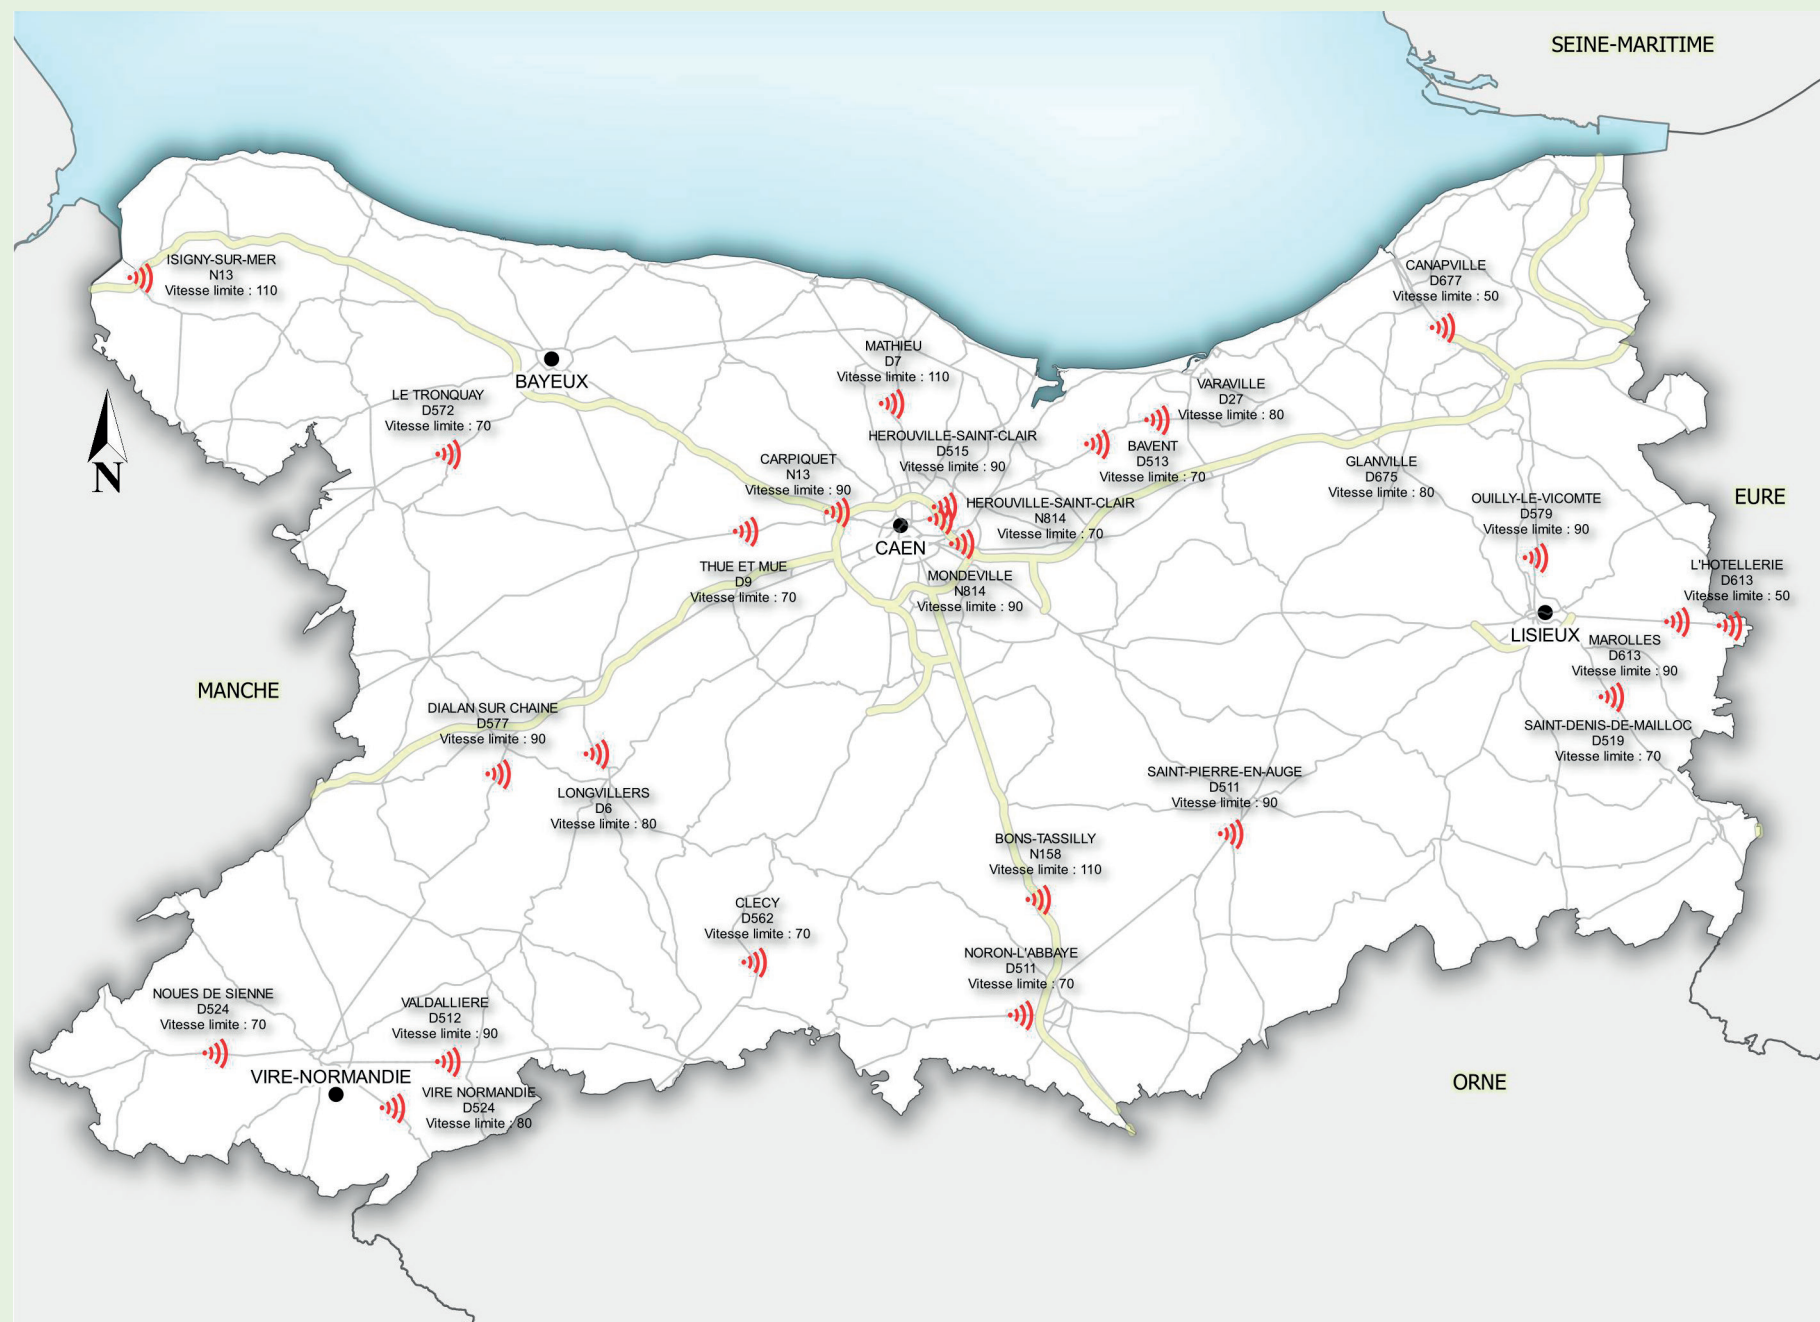 SEINE-MARITIME
ISIGNY-SUR-MER
N13
Vitesse limite : 110
CANAPVILLE
D677
Vitesse limite : 50
BAYEUX
MATHIEU
D7
Vitesse limite : 110
LE TRONQUAY
D572
Vitesse limite : 70
VARAVILLE
D27
Vitesse limite : 80
N
HEROUVILLE-SAINT-CLAIR
D515
Vitesse limite : 90
BAVENT
D513
Vitesse limite : 70
CARPIQUET
N13
Vitesse limite : 90
GLANVILLE
D675
Vitesse limite : 80
HEROUVILLE-SAINT-CLAIR
N814
Vitesse limite : 70
OUILLY-LE-VICOMTE
D579
Vitesse limite : 90
EURE
CAEN
THUE ET MUE
D9
Vitesse limite : 70
MONDEVILLE
N814
Vitesse limite : 90
L'HOTELLERIE
D613
Vitesse limite : 50
LISIEUX
MAROLLES
D613
Vitesse limite : 90
MANCHE
DIALAN SUR CHAINE
D577
Vitesse limite : 90
SAINT-DENIS-DE-MAILLOC
D519
Vitesse limite : 70
LONGVILLERS
D6
Vitesse limite : 80
SAINT-PIERRE-EN-AUGE
D511
Vitesse limite : 90
BONS-TASSILLY
N158
Vitesse limite : 110
CLECY
D562
Vitesse limite : 70
NORON-L'ABBAYE
D511
Vitesse limite : 70
NOUES DE SIENNE
D524
Vitesse limite : 70
VALDALLIERE
D512
Vitesse limite : 90
VIRE-NORMANDIE
VIRE NORMANDIE
D524
Vitesse limite : 80
ORNE